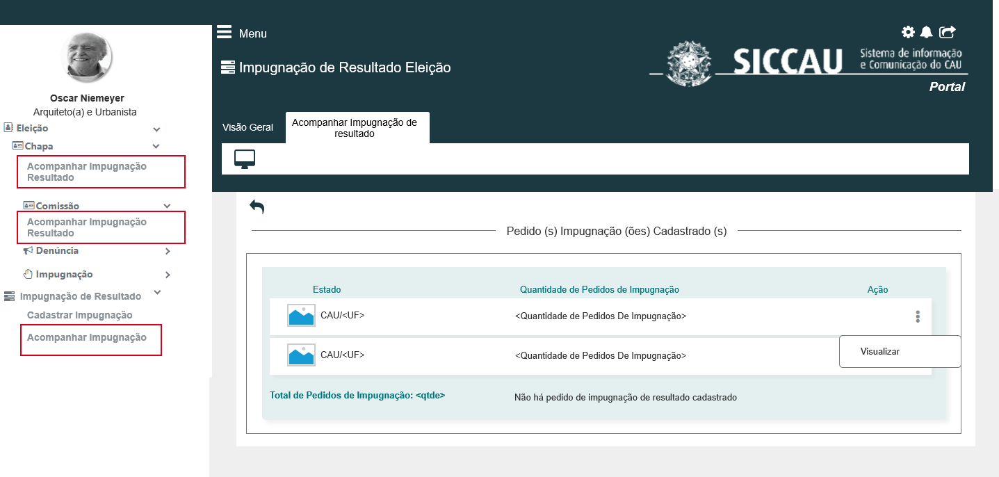 Menu
Impugnação de Resultado Eleição
SICCAU
Sistema de informação
e Comunicação do CAU
Portal
Oscar Niemeyer
Arquiteto(a) e Urbanista
Eleição
Chapa
Acompanhar Impugnação
Resultado
Comissão
Acompanhar Impugnação
Resultado
Denúncia
Impugnação
Impugnação de Resultado
Cadastrar Impugnação
Acompanhar Impugnação
Visão Geral
Acompanhar Impugnação de
resultado
Pedido (s) Impugnação (ões) Cadastrado (s)
Estado Quantidade de Pedidos de Impugnação Ação
CAU/<UF> <Quantidade de Pedidos De Impugnação>
CAU/<UF> <Quantidade de Pedidos De Impugnação>
Visualizar
Total de Pedidos de Impugnação: <qtde> Não há pedido de impugnação de resultado cadastrado